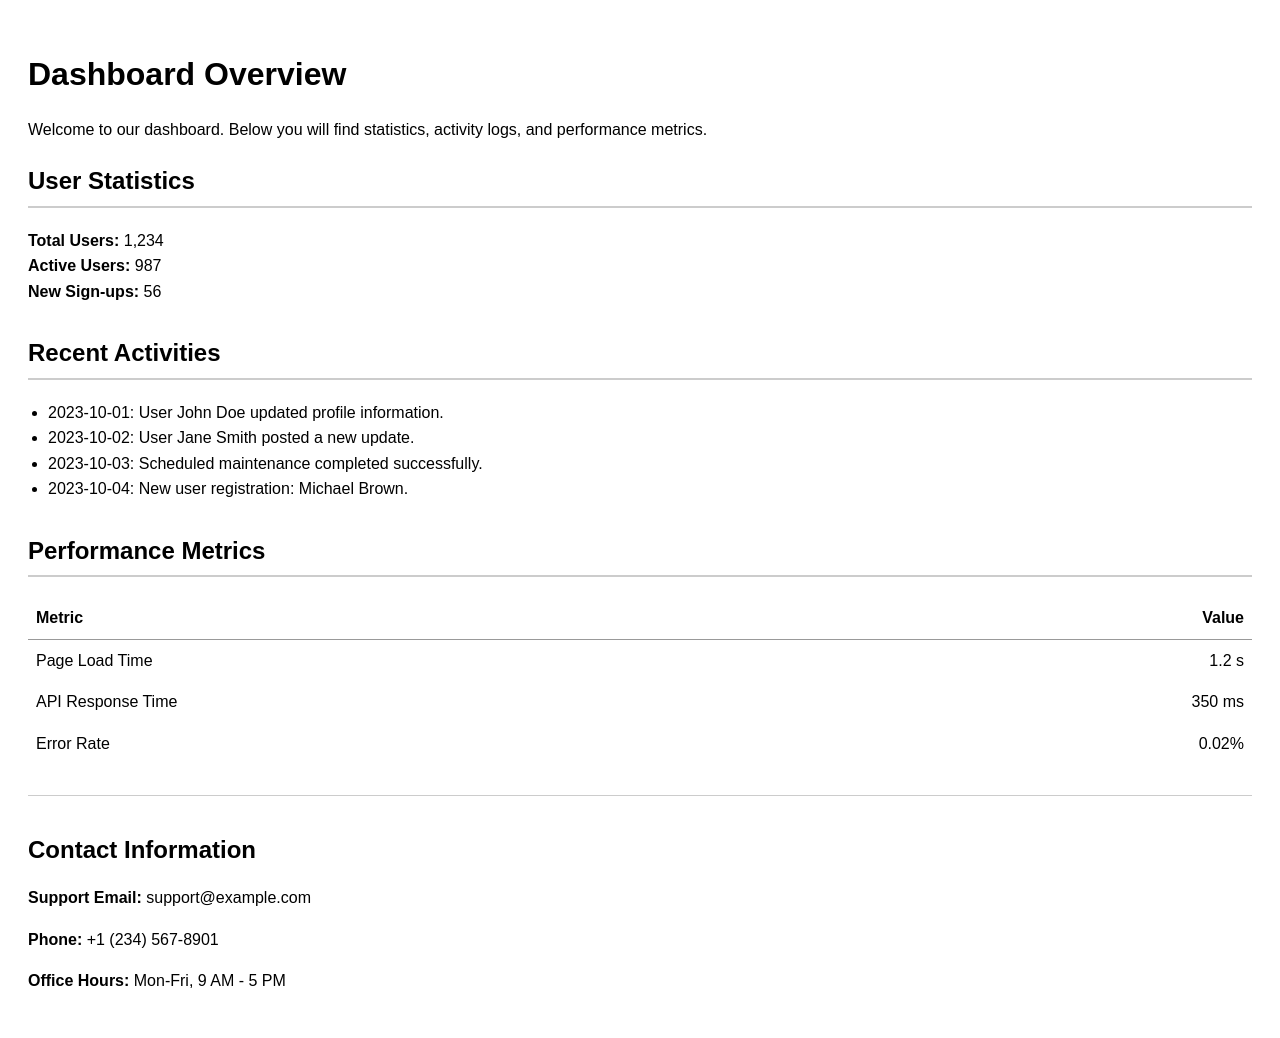 Dashboard Overview
Welcome to our dashboard. Below you will find statistics, activity logs, and performance metrics.
User Statistics
Total Users: 1,234
Active Users: 987
New Sign-ups: 56
Recent Activities
• 2023-10-01: User John Doe updated profile information.
• 2023-10-02: User Jane Smith posted a new update.
• 2023-10-03: Scheduled maintenance completed successfully.
• 2023-10-04: New user registration: Michael Brown.
Performance Metrics
Metric Value
Page Load Time 1.2 s
API Response Time 350 ms
Error Rate 0.02%
Contact Information
Support Email: support@example.com
Phone: +1 (234) 567-8901
Office Hours: Mon-Fri, 9 AM - 5 PM